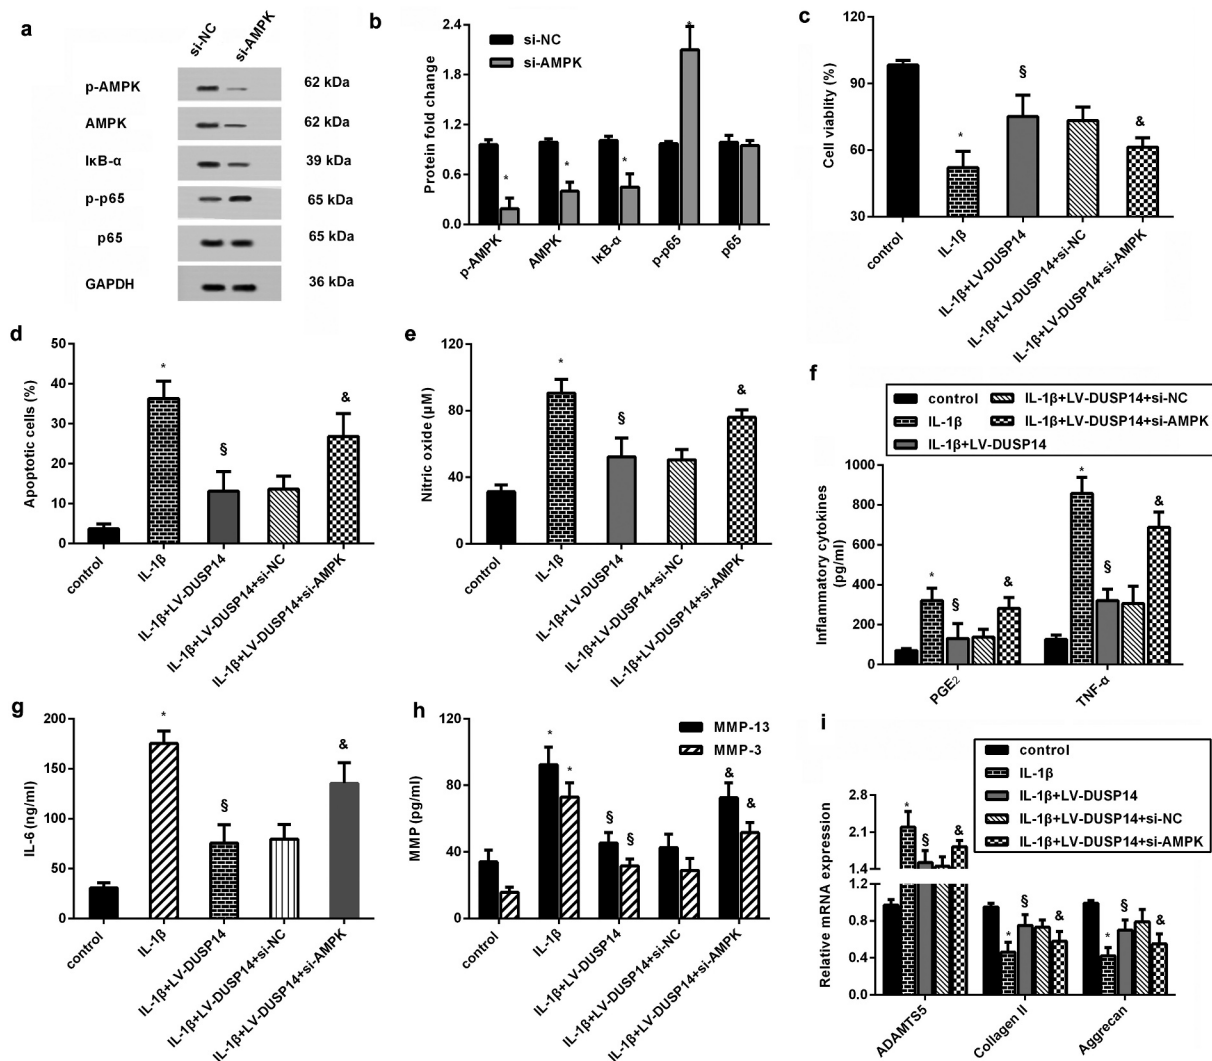 a
si-NC
si-AMPK
p-AMPK
62 kDa
AMPK
62 kDa
IκB-α
39 kDa
p-p65
65 kDa
p65
65 kDa
GAPDH
36 kDa
b
2.4
1.8
1.2
0.6
0.0
Protein fold change
si-NC
si-AMPK
*
*
*
*
p-AMPK
AMPK
IκB-α
p-p65
p65
c
120
90
60
30
Cell viablity (%)
*
§
&
control
IL-1β
IL-1β+LV-DUSP14
IL-1β+LV-DUSP14+si-NC
IL-1β+LV-DUSP14+si-AMPK
d
50
40
30
20
10
0
Apoptotic cells (%)
*
§
&
control
IL-1β
IL-1β+LV-DUSP14
IL-1β+LV-DUSP14+si-NC
IL-1β+LV-DUSP14+si-AMPK
e
120
80
40
0
Nitric oxide (μM)
*
§
&
control
IL-1β
IL-1β+LV-DUSP14
IL-1β+LV-DUSP14+si-NC
IL-1β+LV-DUSP14+si-AMPK
f
control
IL-1β
IL-1β+LV-DUSP14
IL-1β+LV-DUSP14+si-NC
IL-1β+LV-DUSP14+si-AMPK
1000
800
600
400
200
0
Inflammatory cytokines
(pg/ml)
*
§
&
*
§
&
PGE2
TNF-α
g
200
150
100
50
0
IL-6 (ng/ml)
*
§
&
control
IL-1β
IL-1β+LV-DUSP14
IL-1β+LV-DUSP14+si-NC
IL-1β+LV-DUSP14+si-AMPK
h
120
80
40
0
MMP (pg/ml)
MMP-13
MMP-3
*
*
§
§
&
&
control
IL-1β
IL-1β+LV-DUSP14
IL-1β+LV-DUSP14+si-NC
IL-1β+LV-DUSP14+si-AMPK
i
control
IL-1β
IL-1β+LV-DUSP14
IL-1β+LV-DUSP14+si-NC
IL-1β+LV-DUSP14+si-AMPK
2.8
2.1
1.4
1.2
0.8
0.4
0.0
Relative mRNA expression
*
§
&
*
§
&
*
§
&
ADAMTS5
Collagen II
Aggrecan